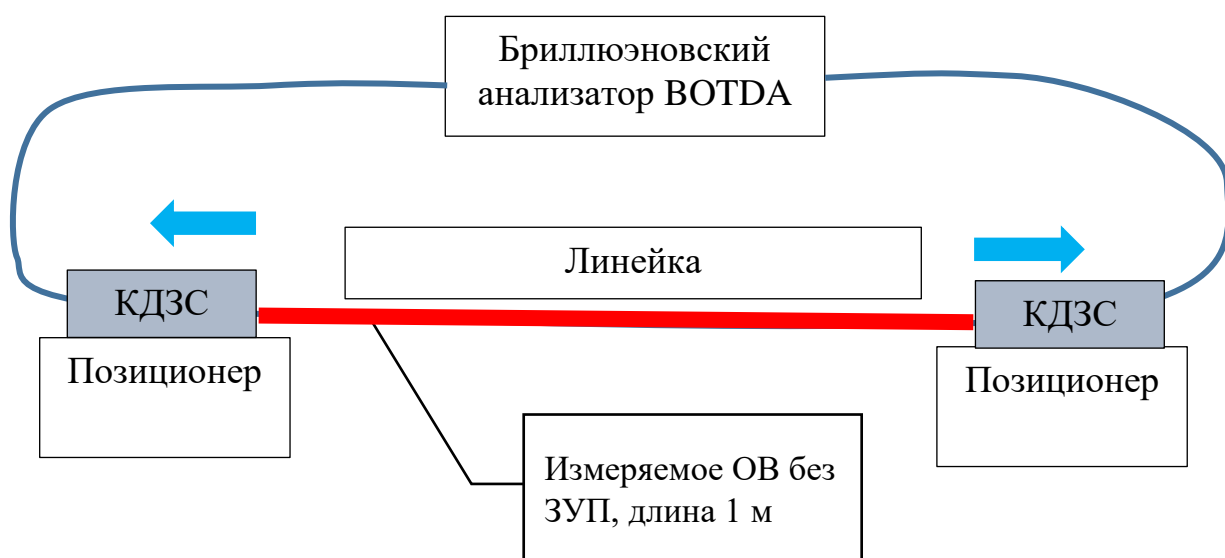 Бриллюэновский
анализатор BOTDA
Линейка
КДЗС
КДЗС
Позиционер
Позиционер
Измеряемое ОВ без
ЗУП, длина 1 м